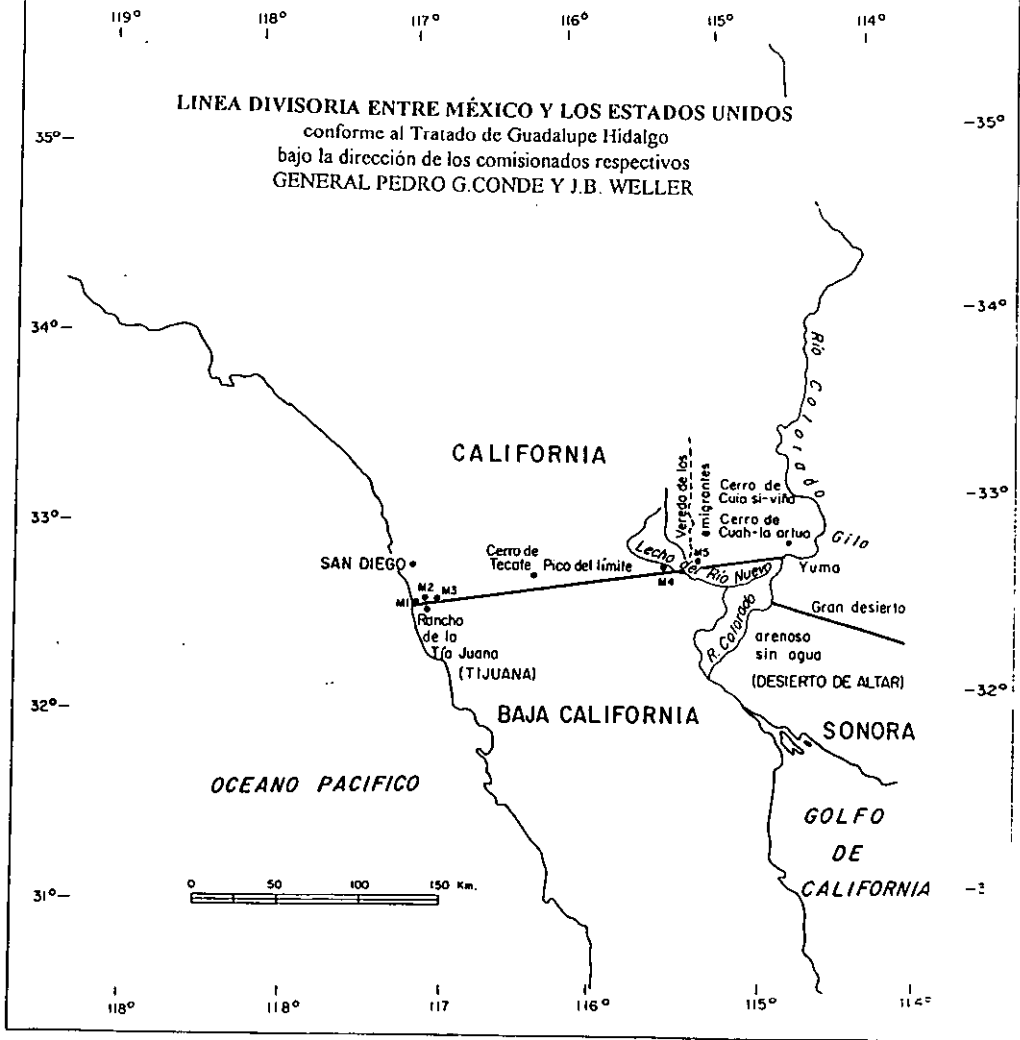 119° 118° 117° 116° 115° 114°
LINEA DIVISORIA ENTRE MÉXICO Y LOS ESTADOS UNIDOS
conforme al Tratado de Guadalupe Hidalgo
bajo la dirección de los comisionados respectivos
GENERAL PEDRO G.CONDE Y J.B. WELLER
35° 35°
34° 34°
Río Colorado
CALIFORNIA
Vereda de los
emigrantes
Cerro de
Cuia si-viña
33° 33°
Cerro de
Cuah-la artua
Gila
SAN DIEGO
Cerro de
Tecate
Pico del límite
Lecho del Río Nuevo
M5
M4
Yuma
M1
M2
M3
Rancho
de la
Tía Juana
(TIJUANA)
R. Colorado
Gran desierto
arenoso
sin agua
(DESIERTO DE ALTAR)
32° 32°
BAJA CALIFORNIA
SONORA
OCEANO PACIFICO
GOLFO
DE
CALIFORNIA
0 50 100 150 Km.
31°
118° 118° 117° 116° 115° 114°